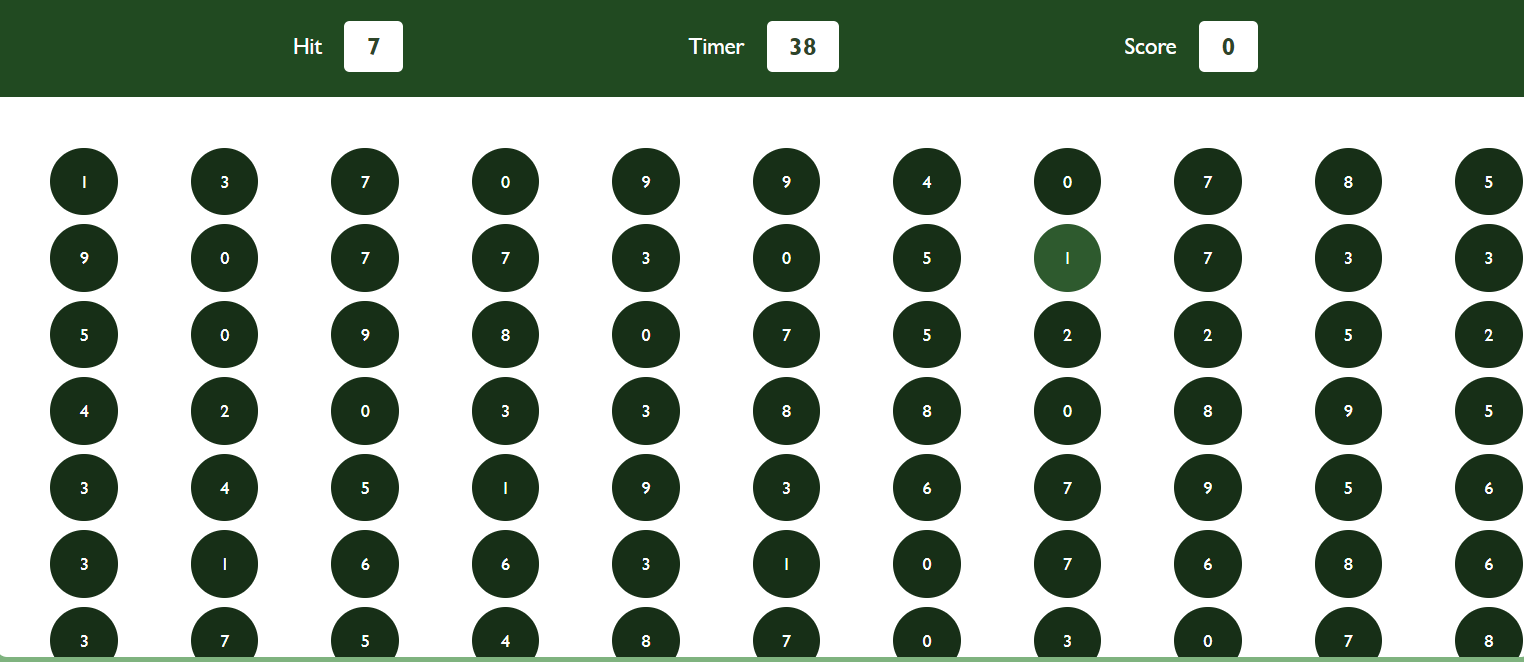 Hit 7 Timer 38 Score 0
1 3 7 0 9 9 4 0 7 8 5
9 0 7 7 3 0 5 1 7 3 3
5 0 9 8 0 7 5 2 2 5 2
4 2 0 3 3 8 8 0 8 9 5
3 4 5 1 9 3 6 7 9 5 6
3 1 6 6 3 1 0 7 6 8 6
3 7 5 4 8 7 0 3 0 7 8